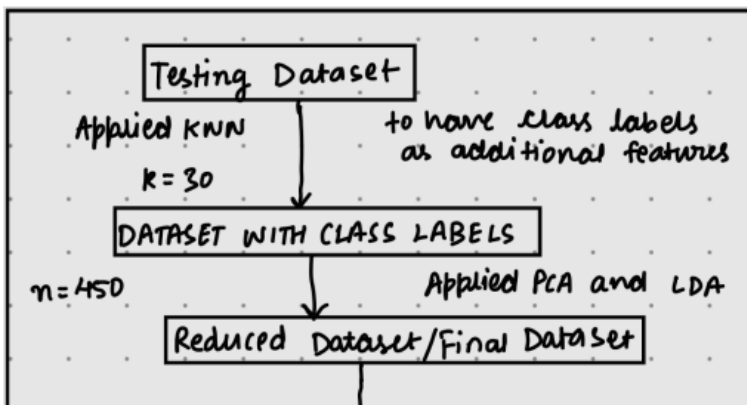 Testing Dataset
Applied KNN
to have class labels
as additional features
K = 30
DATASET WITH CLASS LABELS
n=450
Applied PCA and LDA
Reduced Dataset/Final Dataset